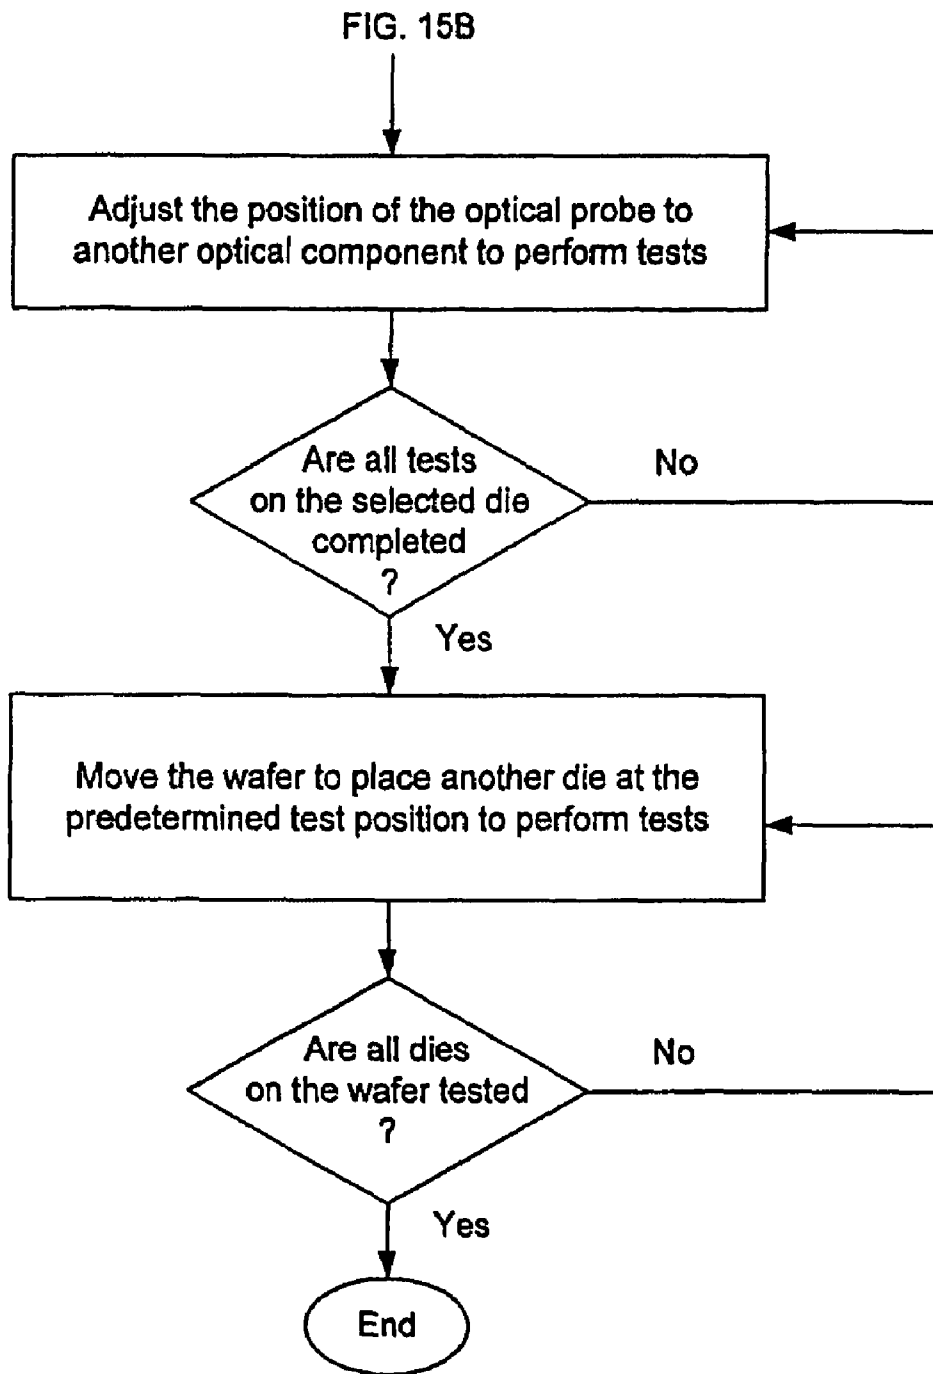 FIG. 15B
Adjust the position of the optical probe to
another optical component to perform tests
Are all tests
on the selected die
completed
?
No
Yes
Move the wafer to place another die at the
predetermined test position to perform tests
Are all dies
on the wafer tested
?
No
Yes
End